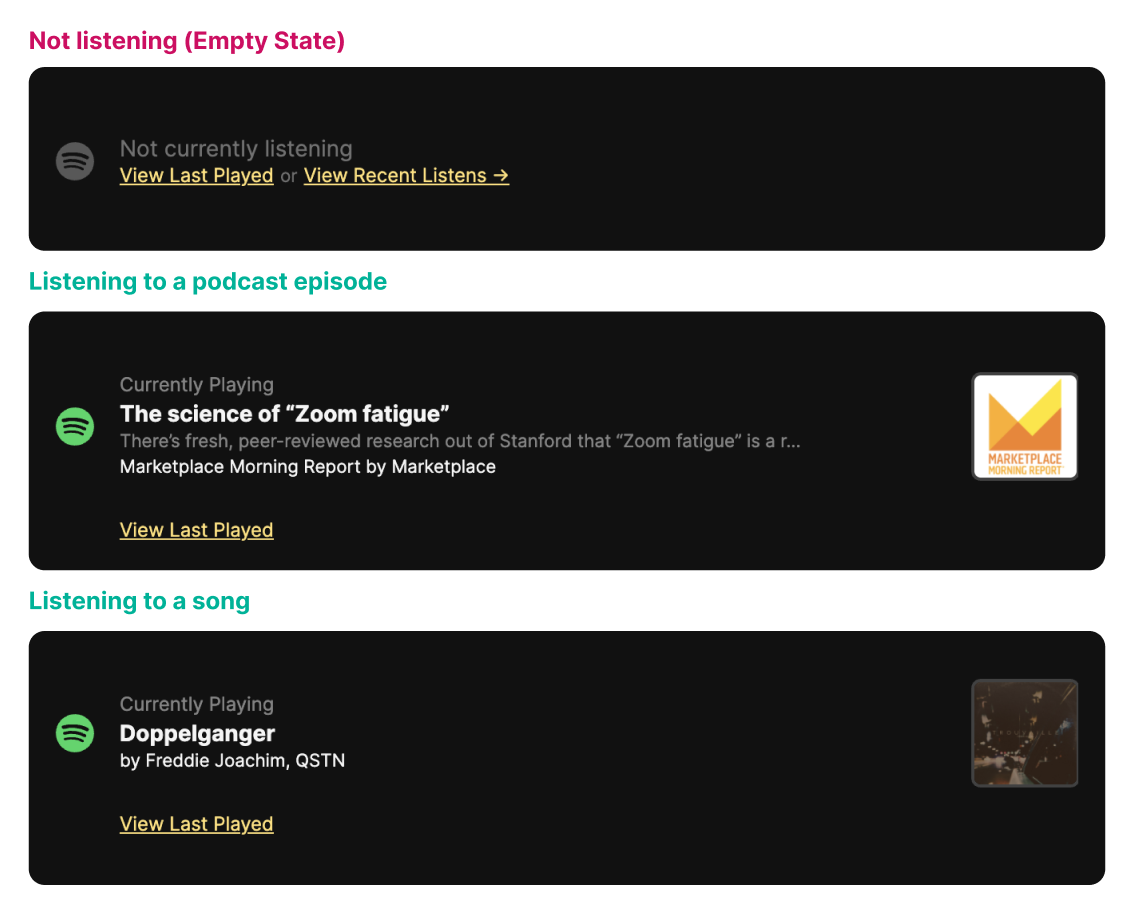 Not listening (Empty State)
Not currently listening
View Last Played or View Recent Listens →
Listening to a podcast episode
Currently Playing
The science of “Zoom fatigue”
There’s fresh, peer-reviewed research out of Stanford that “Zoom fatigue” is a r...
Marketplace Morning Report by Marketplace
MARKETPLACE
MORNING REPORT
View Last Played
Listening to a song
Currently Playing
Doppelganger
by Freddie Joachim, QSTN
View Last Played